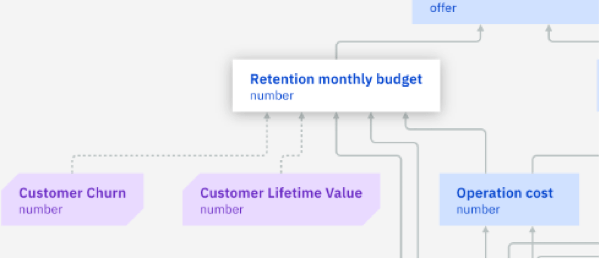 offer
Retention monthly budget
number
Customer Churn
number
Customer Lifetime Value
number
Operation cost
number